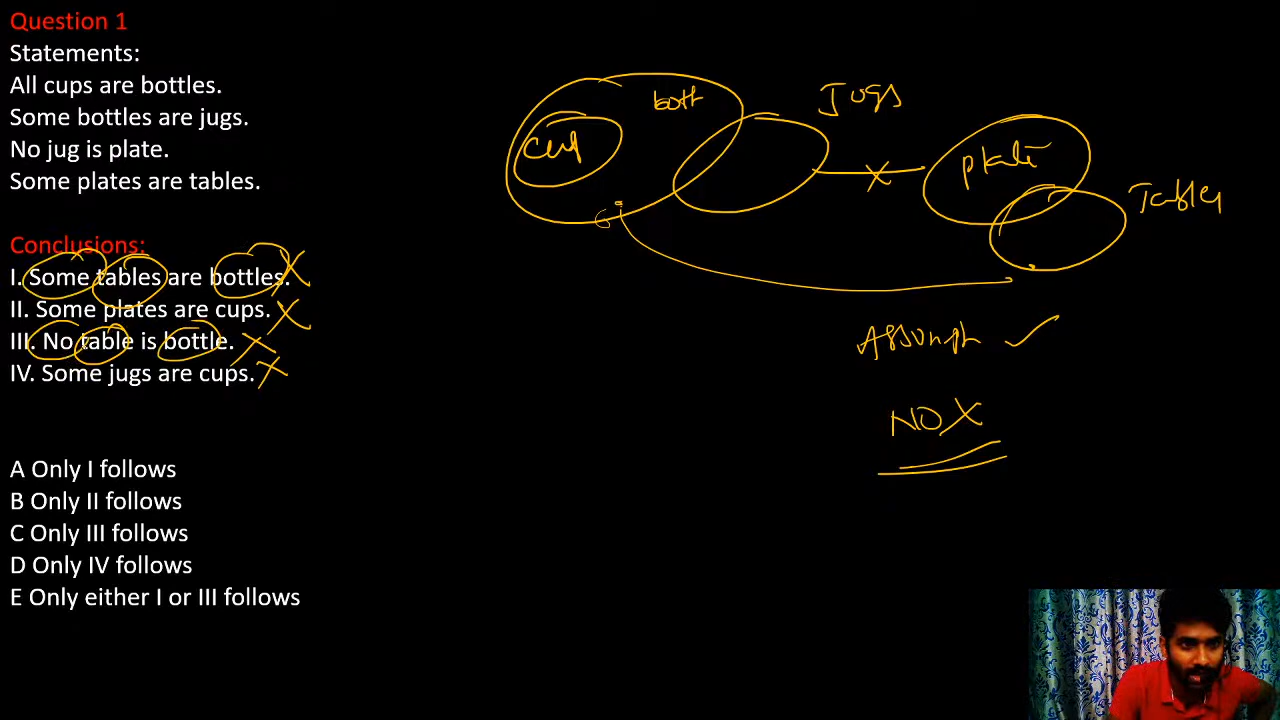 Question 1
Statements:
All cups are bottles.
Some bottles are jugs.
No jug is plate.
Some plates are tables.
Conclusions:
I. Some tables are bottles.
II. Some plates are cups.
III. No table is bottle.
IV. Some jugs are cups.
A Only I follows
B Only II follows
C Only III follows
D Only IV follows
E Only either I or III follows
cup
bott
Jugs
plate
Tables
NO X